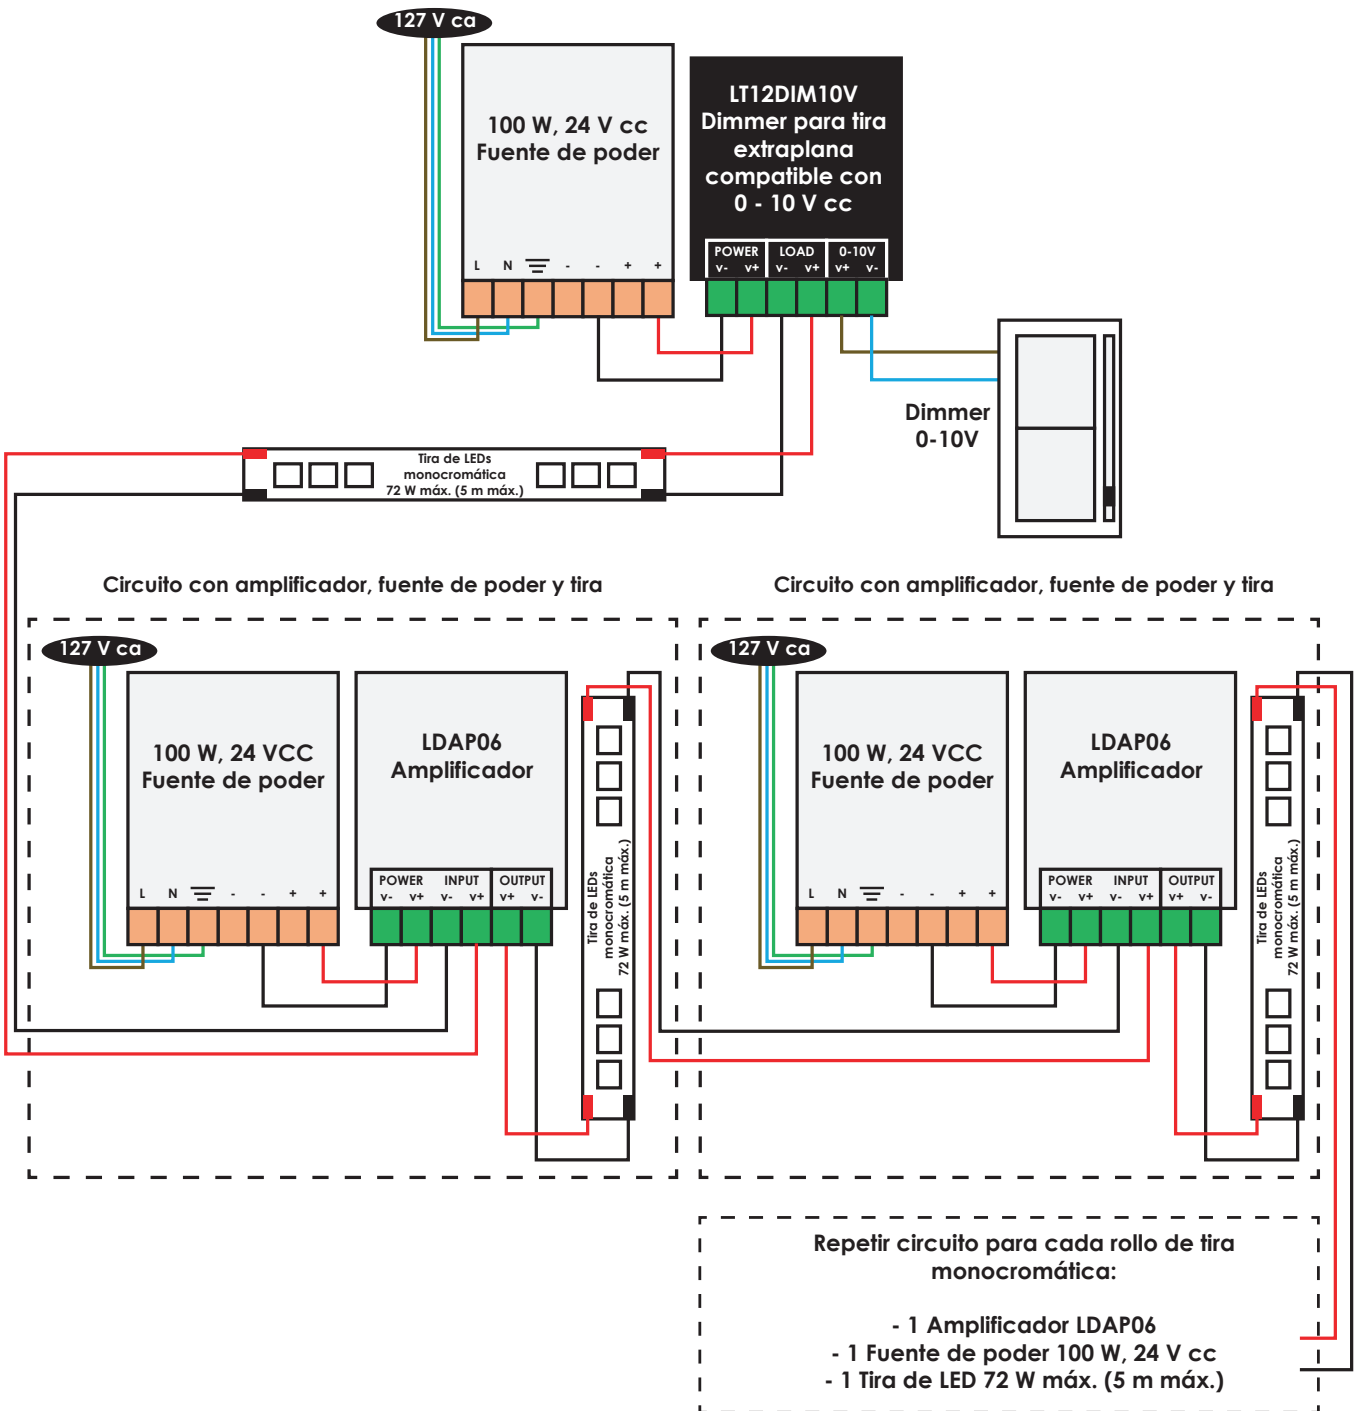 127 V ca
100 W, 24 V cc
Fuente de poder
L N - - + +
LT12DIM10V
Dimmer para tira
extraplana
compatible con
0 - 10 V cc
POWER LOAD 0-10V
v- v+ v- v+ v+ v-
Dimmer
0-10V
Tira de LEDs
monocromática
72 W máx. (5 m máx.)
Circuito con amplificador, fuente de poder y tira
127 V ca
100 W, 24 VCC
Fuente de poder
L N - - + +
LDAP06
Amplificador
POWER INPUT OUTPUT
v- v+ v- v+ v+ v-
Tira de LEDs
monocromática
72 W máx. (5 m máx.)
Circuito con amplificador, fuente de poder y tira
127 V ca
100 W, 24 VCC
Fuente de poder
L N - - + +
LDAP06
Amplificador
POWER INPUT OUTPUT
v- v+ v- v+ v+ v-
Tira de LEDs
monocromática
72 W máx. (5 m máx.)
Repetir circuito para cada rollo de tira
monocromática:
- 1 Amplificador LDAP06
- 1 Fuente de poder 100 W, 24 V cc
- 1 Tira de LED 72 W máx. (5 m máx.)